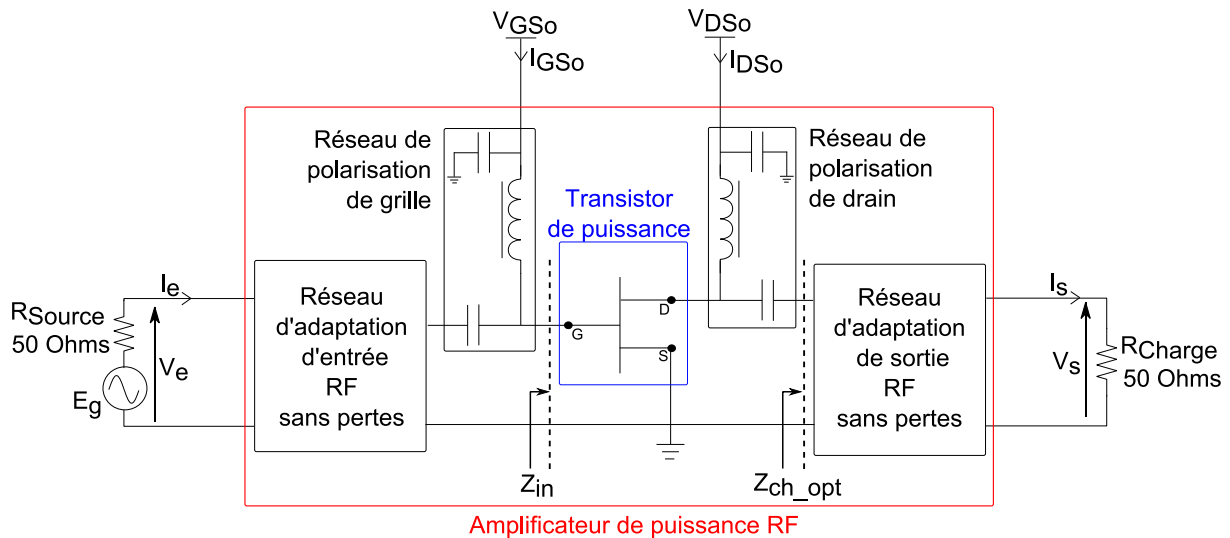 VGSo
IGSo
VDSo
IDSo
Réseau de
polarisation
de grille
Réseau de
polarisation
de drain
Transistor
de puissance
G
D
S
RSource
50 Ohms
Eg
Ie
Ve
Réseau
d'adaptation
d'entrée
RF
sans pertes
Réseau
d'adaptation
de sortie
RF
sans pertes
Is
Vs
RCharge
50 Ohms
Zin
Zch_opt
Amplificateur de puissance RF